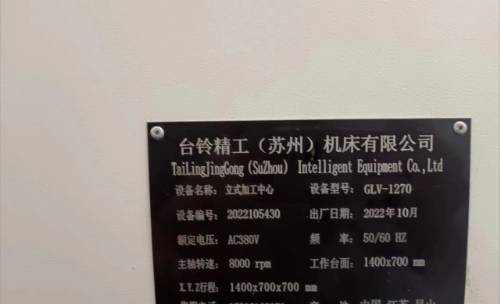 台铃精工（苏州）机床有限公司
TaiLingJingGong (SuZhou) Intelligent Equipment Co.,Ltd
设备名称: 立式加工中心 设备型号: GLV-1270
设备编号: 2022105430 出厂日期: 2022年10月
额定电压: AC380V 频 率: 50/60 HZ
主轴转速: 8000 rpm 工作台面: 1400x700 mm
X.Y.Z行程: 1400x700x700 mm